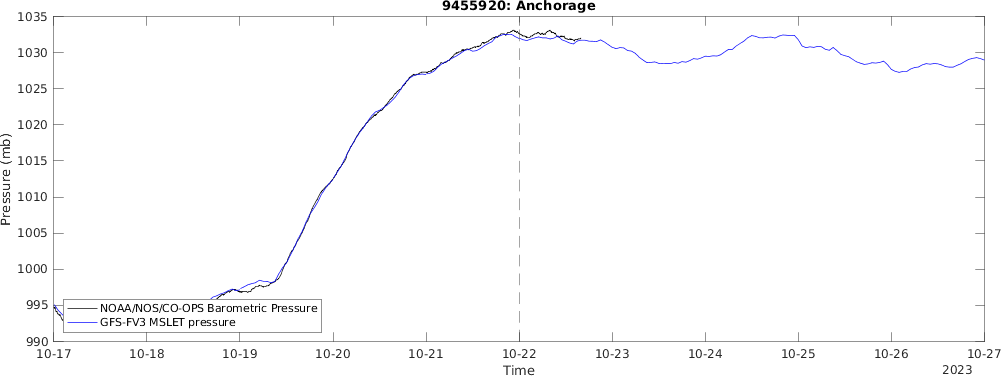 9455920: Anchorage
1035
1030
1025
1020
1015
1010
1005
1000
995
990
Pressure (mb)
NOAA/NOS/CO-OPS Barometric Pressure
GFS-FV3 MSLET pressure
10-17 10-18 10-19 10-20 10-21 10-22 10-23 10-24 10-25 10-26 10-27
Time
2023